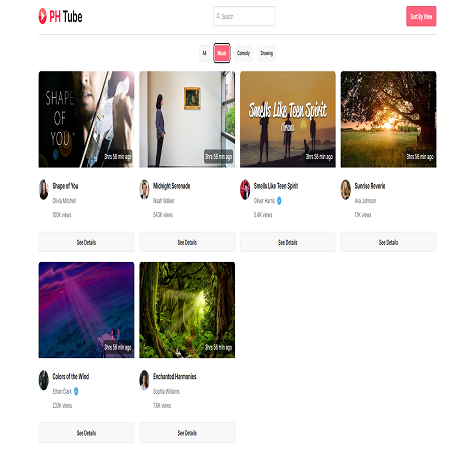 PH Tube
Search
Sort By View
All
Music
Comedy
Drawing
SHAPE
OF
YOU
3hrs 56 min ago
3hrs 56 min ago
Smells Like Teen Spirit
3hrs 56 min ago
3hrs 56 min ago
Shape of You
Olivia Mitchell
100K views
Midnight Serenade
Noah Walker
543K views
Smells Like Teen Spirit
Oliver Harris
5.4K views
Sunrise Reverie
Ava Johnson
1.1K views
See Details
See Details
See Details
See Details
3hrs 56 min ago
3hrs 56 min ago
Colors of the Wind
Ethan Clark
233K views
Enchanted Harmonies
Sophia Williams
7.6K views
See Details
See Details